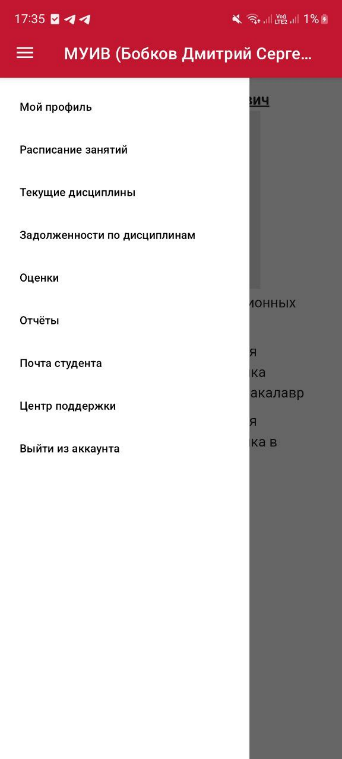 17:35 1%
МУИВ (Бобков Дмитрий Серге...
вич
Мой профиль
Расписание занятий
Текущие дисциплины
Задолженности по дисциплинам
Оценки
ионных
Отчёты
я
Почта студента
ка
акалавр
Центр поддержки
я
ка в
Выйти из аккаунта